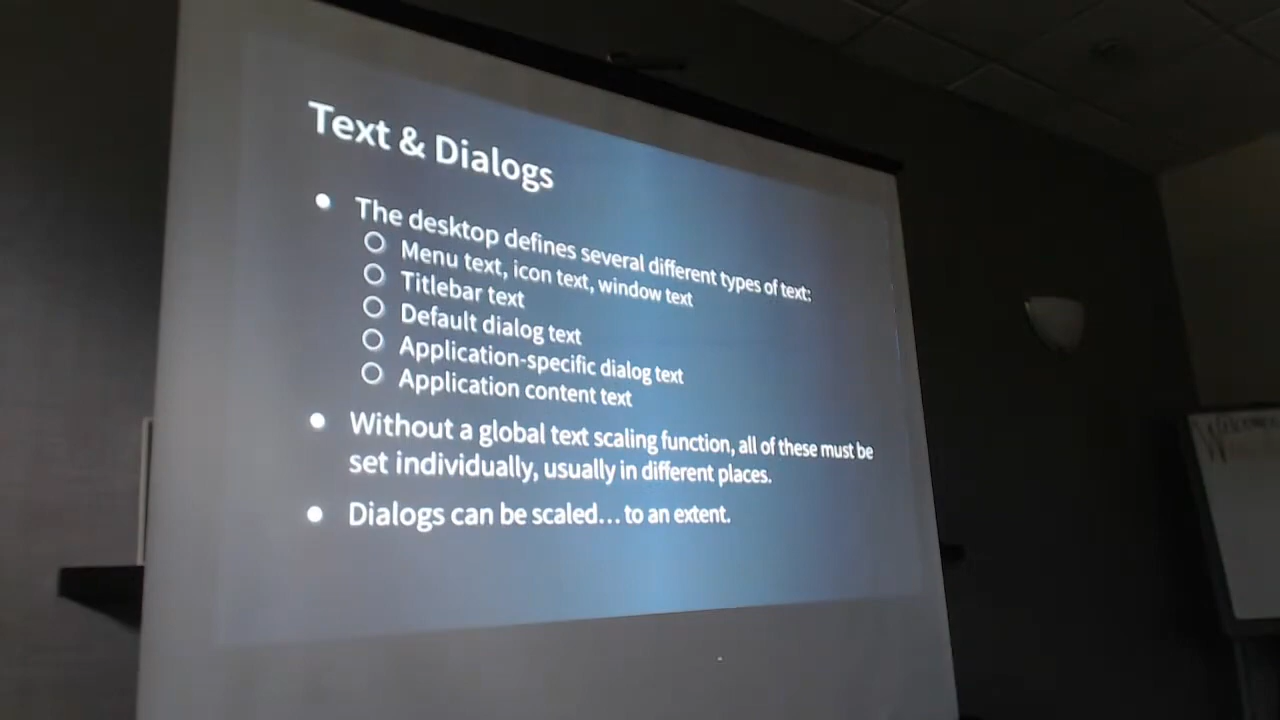 Text & Dialogs
● The desktop defines several different types of text:
○ Menu text, icon text, window text
○ Titlebar text
○ Default dialog text
○ Application-specific dialog text
○ Application content text
● Without a global text scaling function, all of these must be
set individually, usually in different places.
● Dialogs can be scaled... to an extent.